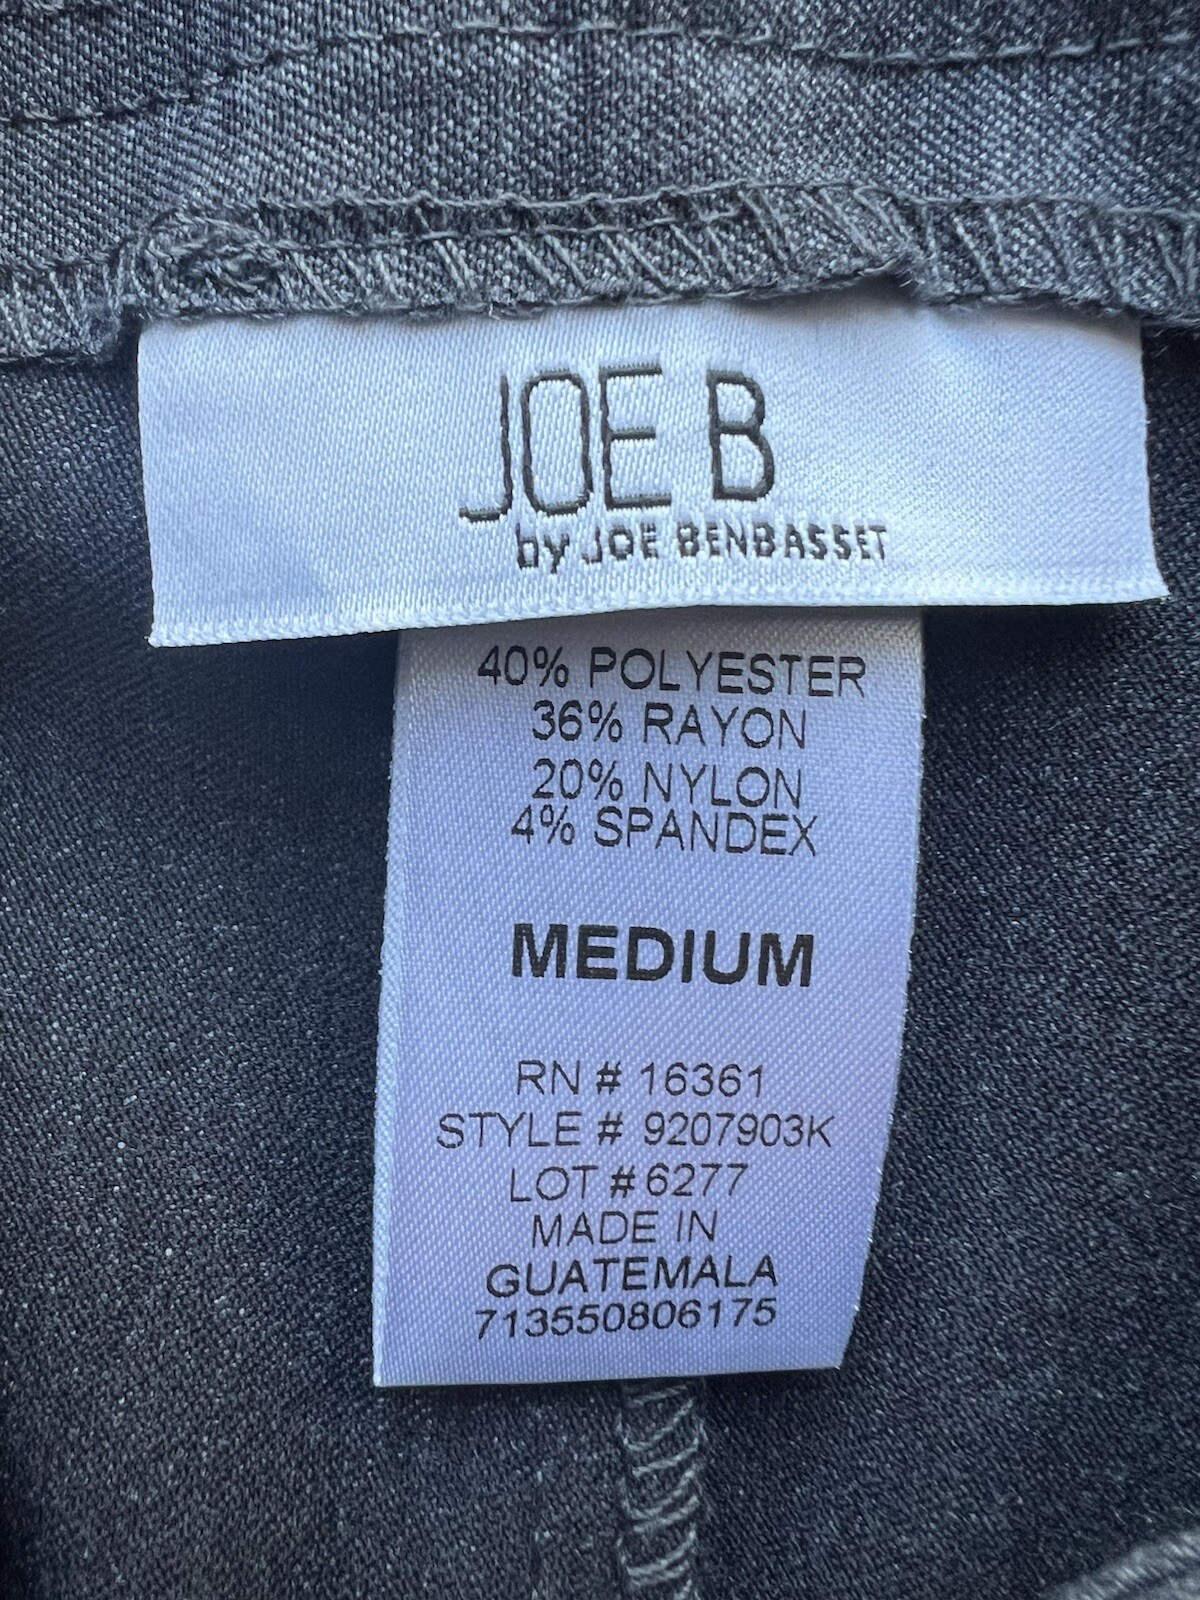 JOE B
by JOE BENBASSET
40% POLYESTER
36% RAYON
20% NYLON
4% SPANDEX
MEDIUM
RN # 16361
STYLE # 9207903K
LOT #6277
MADE IN
GUATEMALA
713550806175